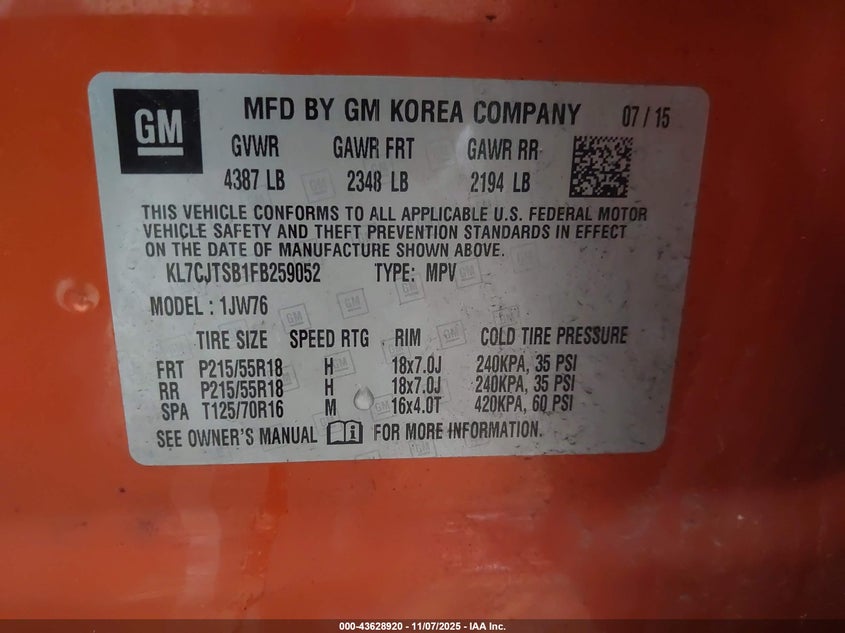 GM MFD BY GM KOREA COMPANY 07 / 15
GVWR GAWR FRT GAWR RR
4387 LB 2348 LB 2194 LB
THIS VEHICLE CONFORMS TO ALL APPLICABLE U.S. FEDERAL MOTOR
VEHICLE SAFETY AND THEFT PREVENTION STANDARDS IN EFFECT
ON THE DATE OF MANUFACTURE SHOWN ABOVE.
KL7CJTSB1FB259052 TYPE: MPV
MODEL : 1JW76
TIRE SIZE SPEED RTG RIM COLD TIRE PRESSURE
FRT P215/55R18 H 18x7.0J 240KPA, 35 PSI
RR P215/55R18 H 18x7.0J 240KPA, 35 PSI
SPA T125/70R16 M 16x4.0T 420KPA, 60 PSI
SEE OWNER'S MANUAL FOR MORE INFORMATION.
000-43628920 — 11/07/2025 — IAA Inc.